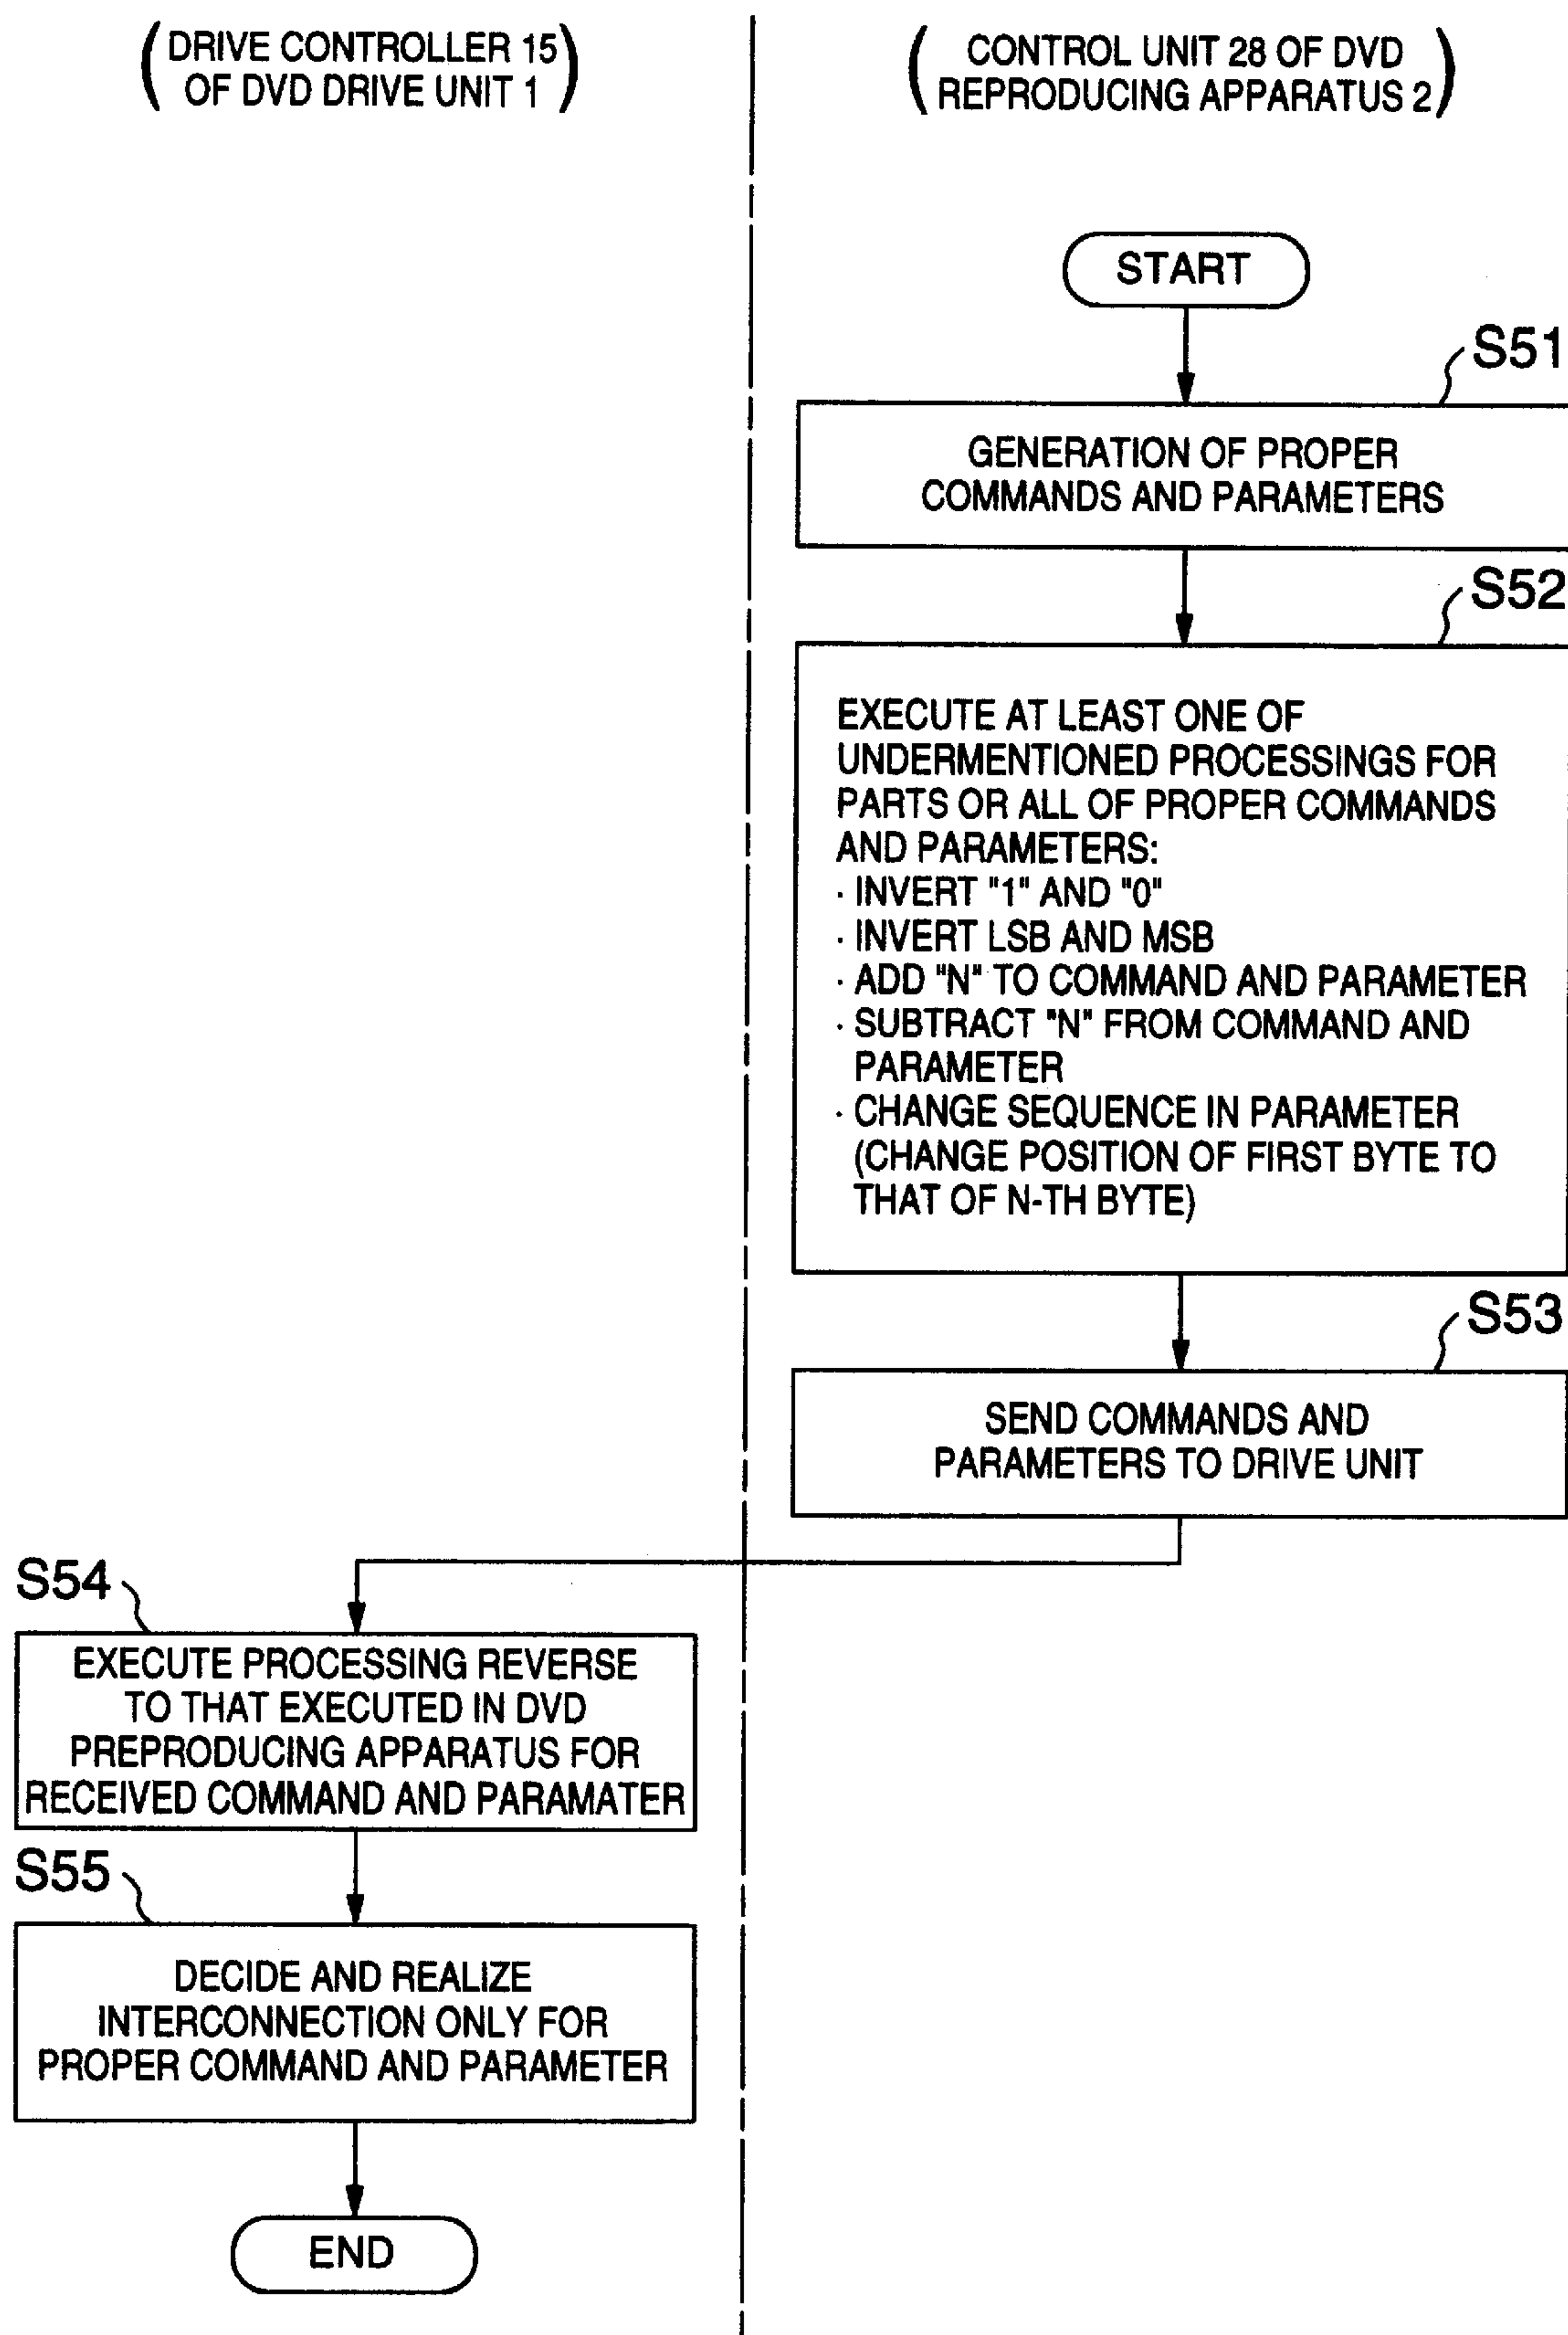 (DRIVE CONTROLLER 15
OF DVD DRIVE UNIT 1)
(CONTROL UNIT 28 OF DVD
REPRODUCING APPARATUS 2)
START
S51
GENERATION OF PROPER
COMMANDS AND PARAMETERS
S52
EXECUTE AT LEAST ONE OF
UNDERMENTIONED PROCESSINGS FOR
PARTS OR ALL OF PROPER COMMANDS
AND PARAMETERS:
· INVERT "1" AND "0"
· INVERT LSB AND MSB
· ADD "N" TO COMMAND AND PARAMETER
· SUBTRACT "N" FROM COMMAND AND
PARAMETER
· CHANGE SEQUENCE IN PARAMETER
(CHANGE POSITION OF FIRST BYTE TO
THAT OF N-TH BYTE)
S53
SEND COMMANDS AND
PARAMETERS TO DRIVE UNIT
S54
EXECUTE PROCESSING REVERSE
TO THAT EXECUTED IN DVD
PREPRODUCING APPARATUS FOR
RECEIVED COMMAND AND PARAMATER
S55
DECIDE AND REALIZE
INTERCONNECTION ONLY FOR
PROPER COMMAND AND PARAMETER
END